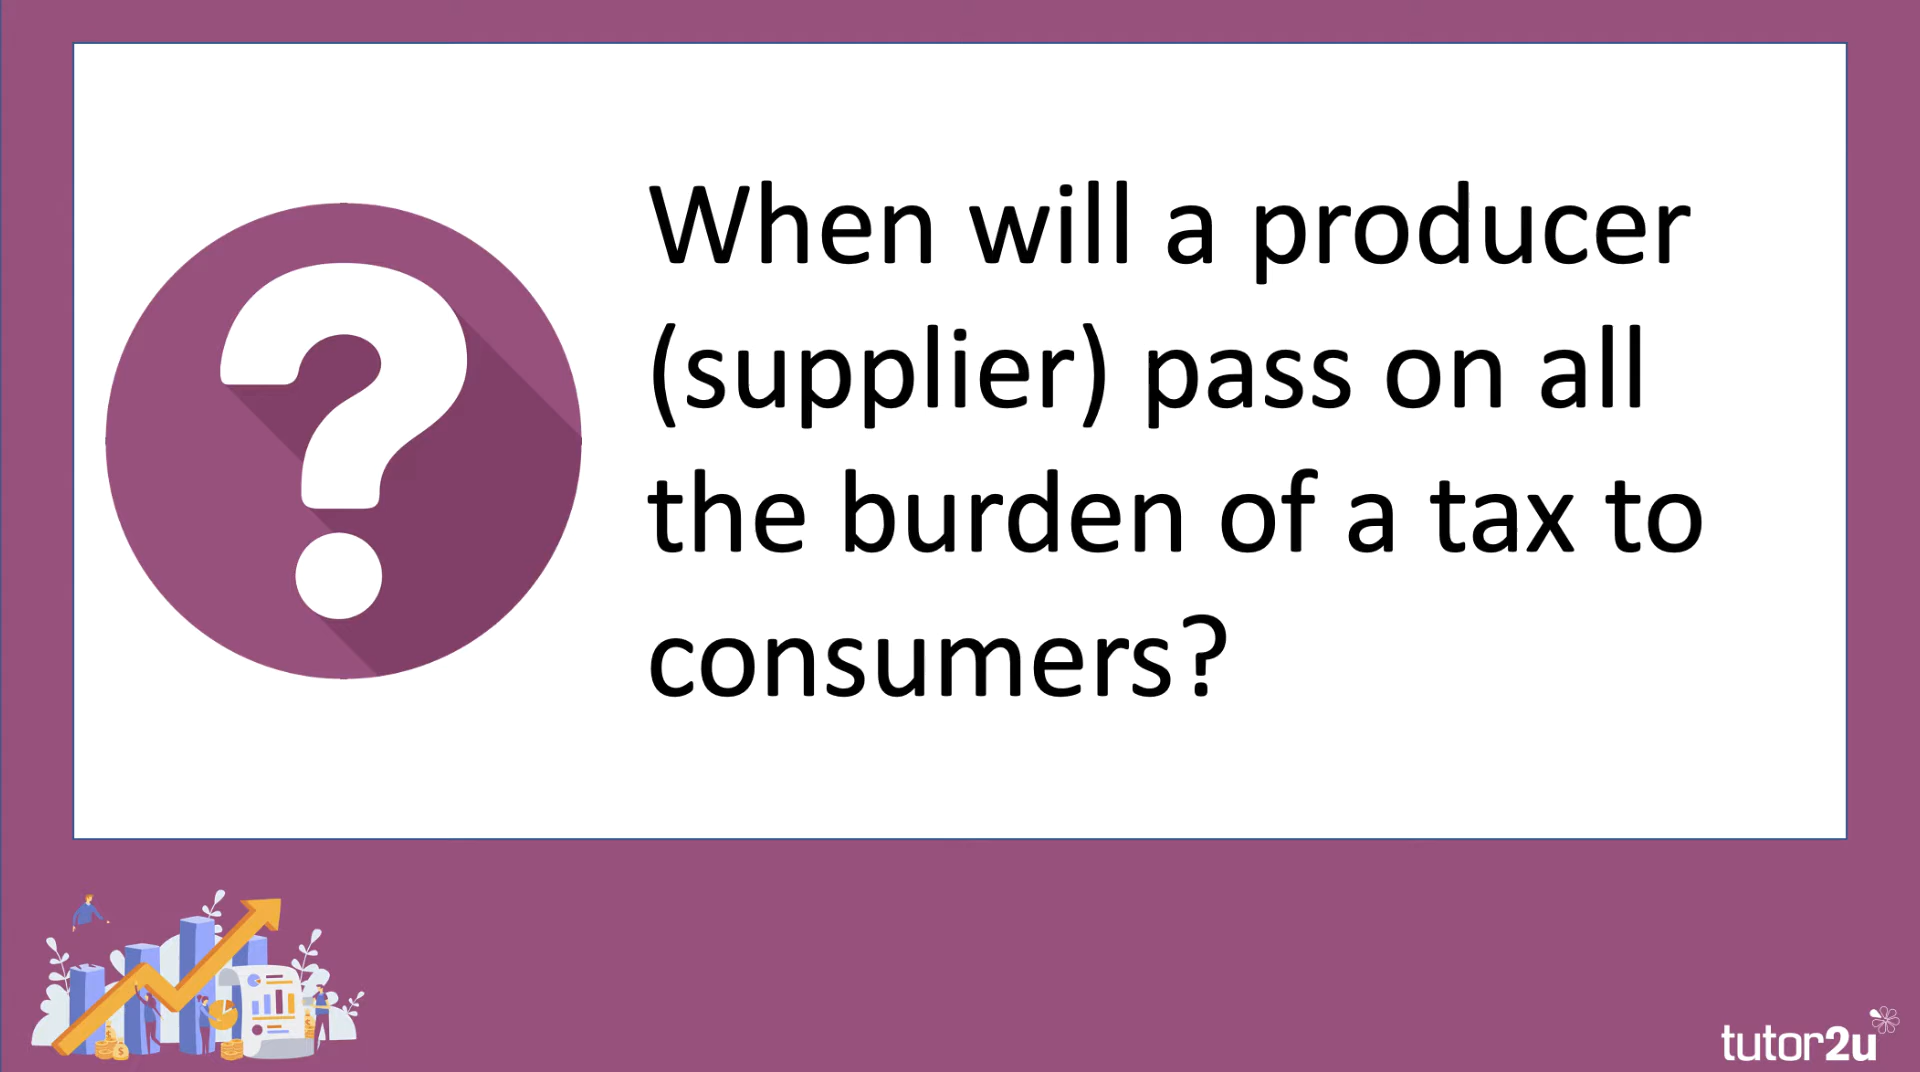 When will a producer
(supplier) pass on all
the burden of a tax to
consumers?
tutor2u